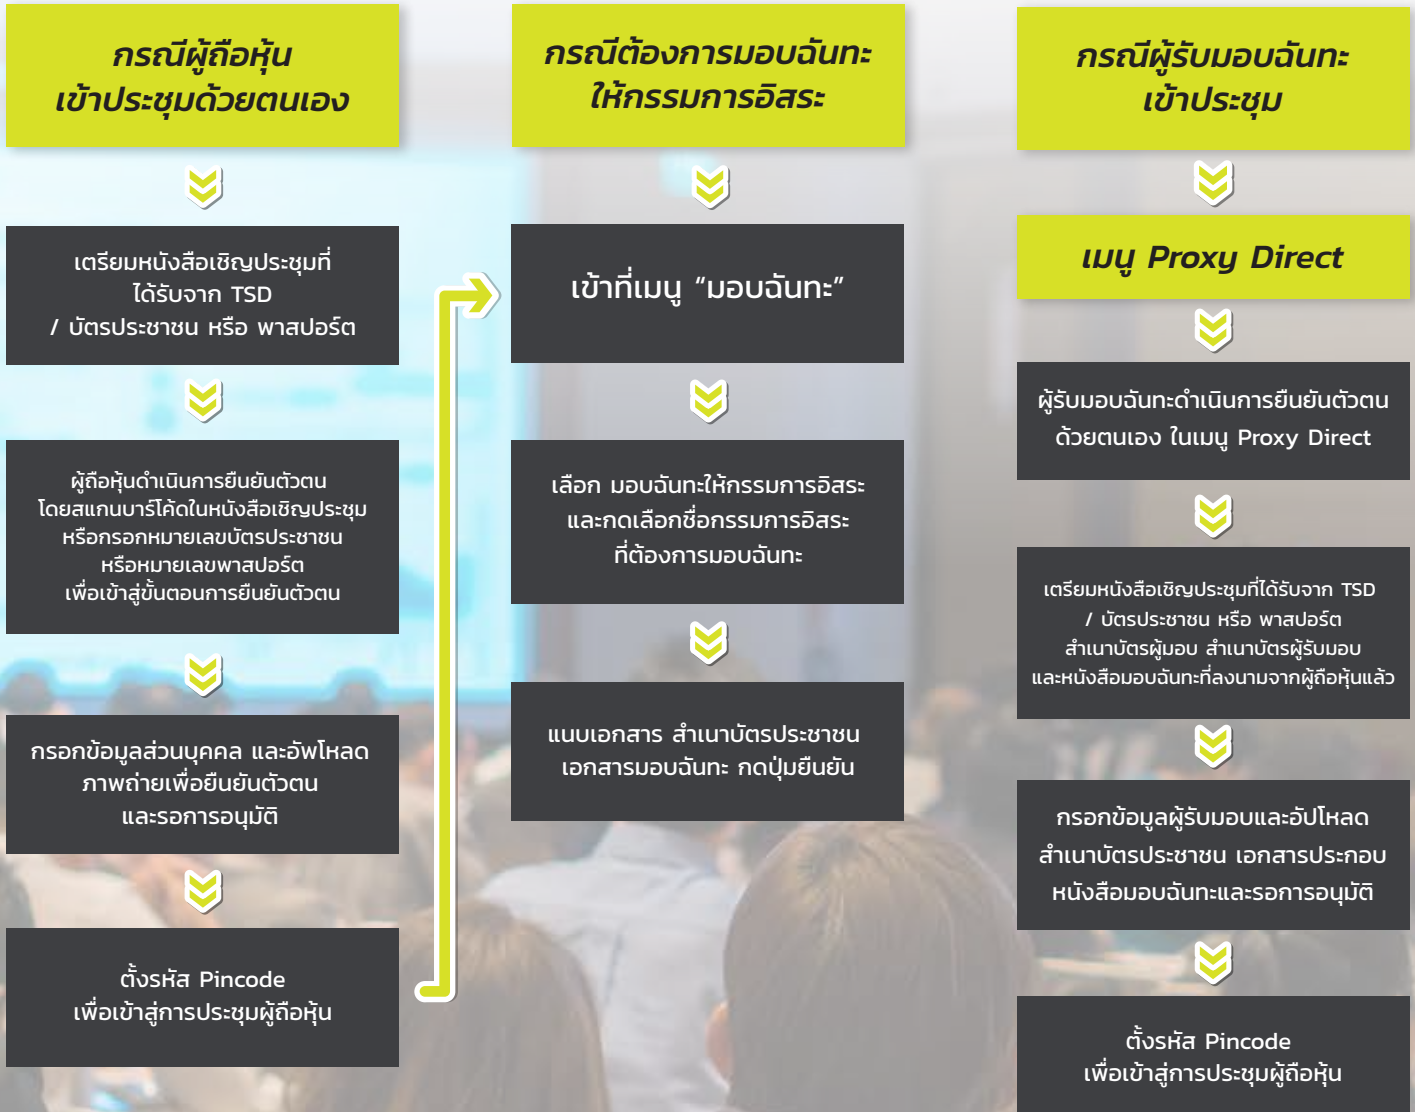 กรณีผู้ถือหุ้น
เข้าประชุมด้วยตนเอง
เตรียมหนังสือเชิญประชุมที่
ได้รับจาก TSD
/ บัตรประชาชน หรือ พาสปอร์ต
ผู้ถือหุ้นดำเนินการยืนยันตัวตน
โดยสแกนบาร์โค้ดในหนังสือเชิญประชุม
หรือกรอกหมายเลขบัตรประชาชน
หรือหมายเลขพาสปอร์ต
เพื่อเข้าสู่ขั้นตอนการยืนยันตัวตน
กรอกข้อมูลส่วนบุคคล และอัพโหลด
ภาพถ่ายเพื่อยืนยันตัวตน
และรอการอนุมัติ
ตั้งรหัส Pincode
เพื่อเข้าสู่การประชุมผู้ถือหุ้น
กรณีต้องการมอบฉันทะ
ให้กรรมการอิสระ
เข้าที่เมนู “มอบฉันทะ”
เลือก มอบฉันทะให้กรรมการอิสระ
และกดเลือกชื่อกรรมการอิสระ
ที่ต้องการมอบฉันทะ
แนบเอกสาร สำเนาบัตรประชาชน
เอกสารมอบฉันทะ กดปุ่มยืนยัน
กรณีผู้รับมอบฉันทะ
เข้าประชุม
เมนู Proxy Direct
ผู้รับมอบฉันทะดำเนินการยืนยันตัวตน
ด้วยตนเอง ในเมนู Proxy Direct
เตรียมหนังสือเชิญประชุมที่ได้รับจาก TSD
/ บัตรประชาชน หรือ พาสปอร์ต
สำเนาบัตรผู้มอบ สำเนาบัตรผู้รับมอบ
และหนังสือมอบฉันทะที่ลงนามจากผู้ถือหุ้นแล้ว
กรอกข้อมูลผู้รับมอบและอัปโหลด
สำเนาบัตรประชาชน เอกสารประกอบ
หนังสือมอบฉันทะและรอการอนุมัติ
ตั้งรหัส Pincode
เพื่อเข้าสู่การประชุมผู้ถือหุ้น